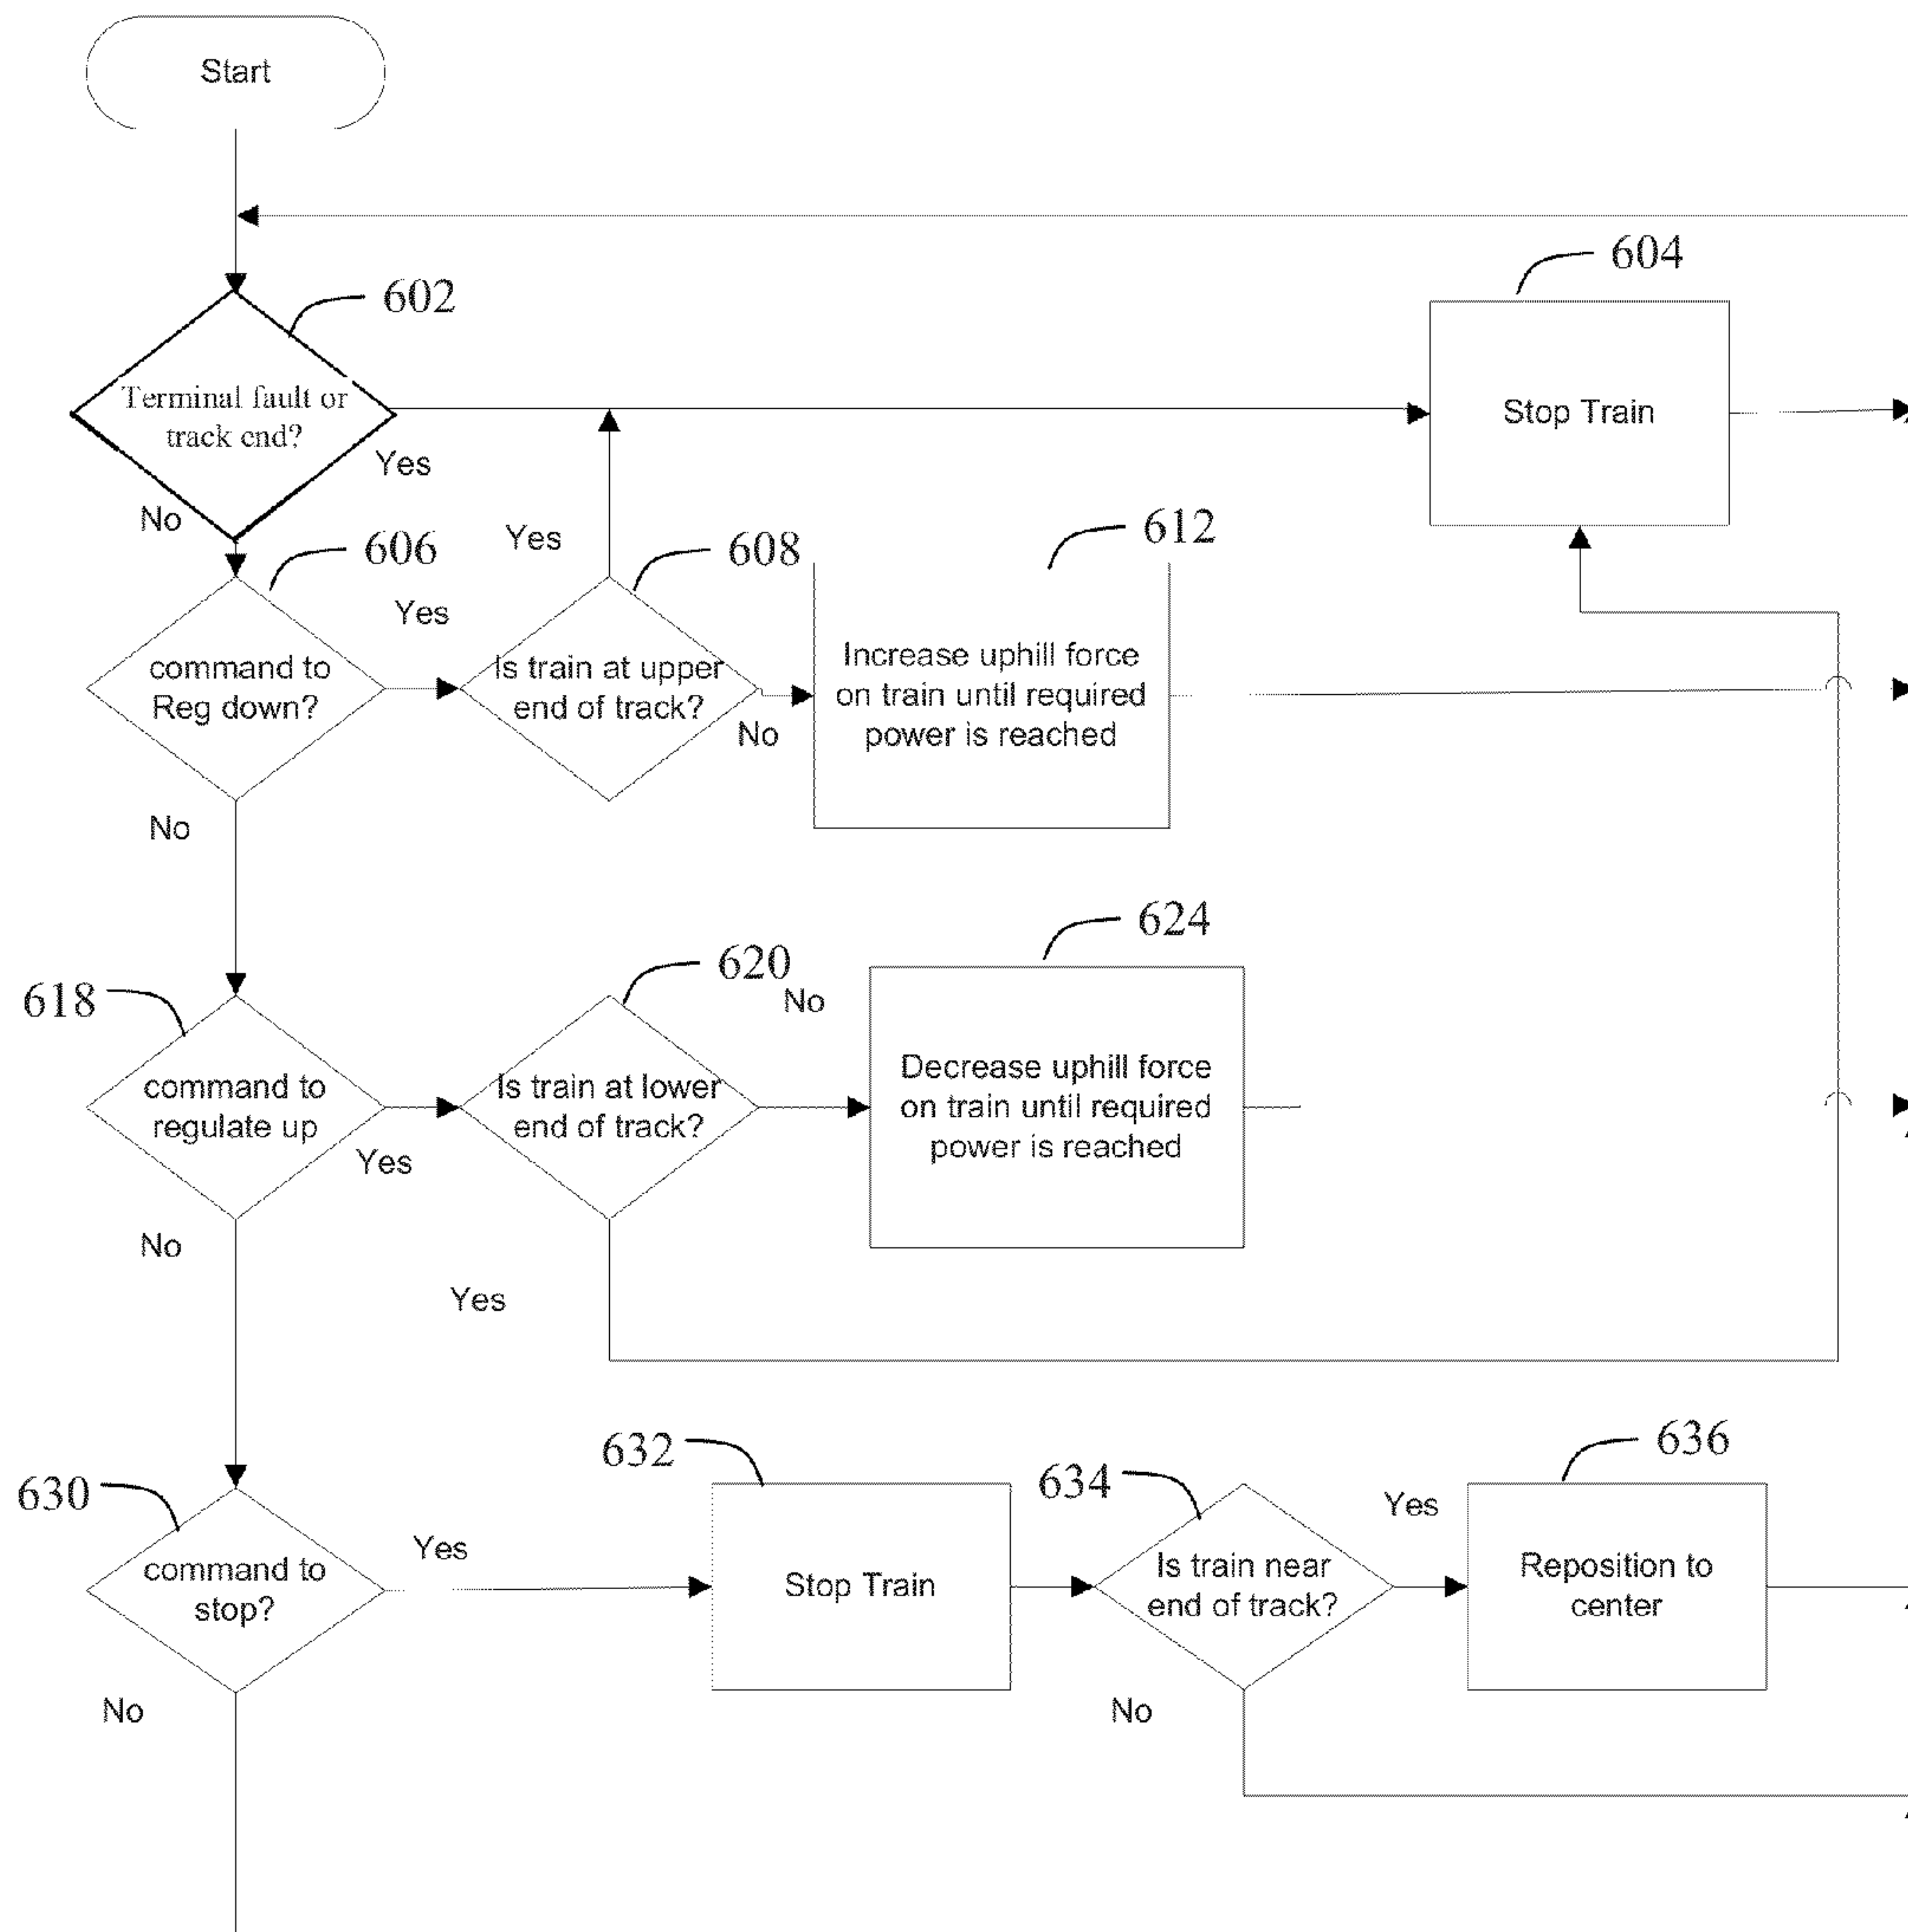 Start
602
Terminal fault or
track end?
Yes
No
604
Stop Train
606
command to
Reg down?
Yes
No
608
Is train at upper
end of track?
Yes
No
612
Increase uphill force
on train until required
power is reached
618
command to
regulate up
Yes
No
620
Is train at lower
end of track?
No
Yes
624
Decrease uphill force
on train until required
power is reached
630
command to
stop?
Yes
No
632
Stop Train
634
Is train near
end of track?
Yes
No
636
Reposition to
center